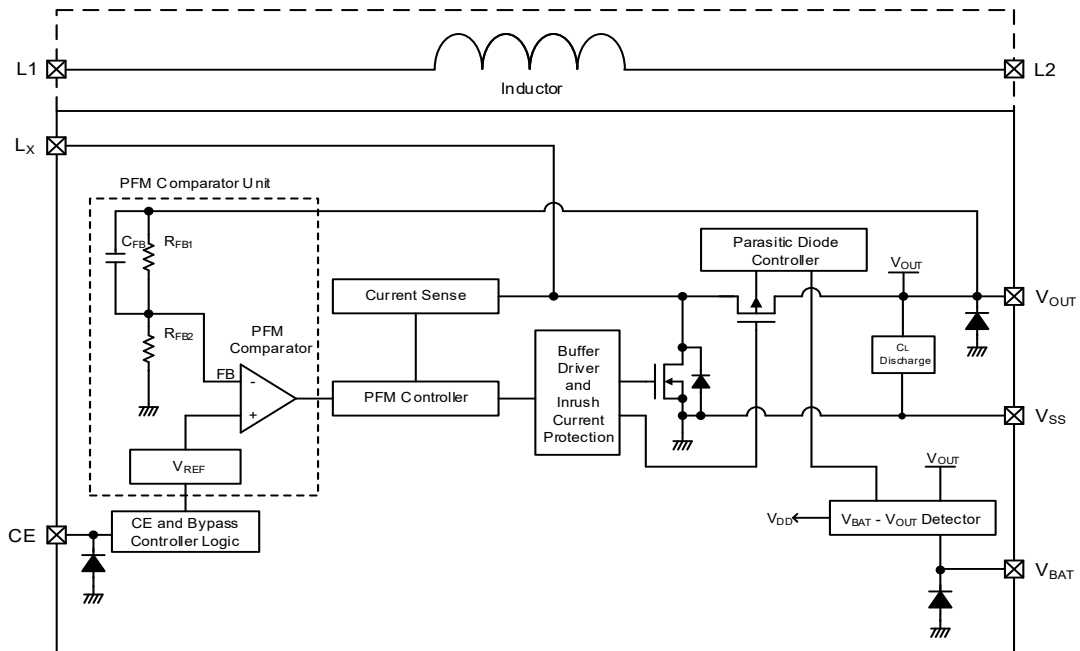 L1
L2
Inductor
LX
PFM Comparator Unit
CFB
RFB1
Parasitic Diode
Controller
VOUT
Current Sense
VOUT
RFB2
PFM
Comparator
Buffer
Driver
and
Inrush
Current
Protection
CL
Discharge
FB
-
+
PFM Controller
VSS
VREF
VOUT
CE
CE and Bypass
Controller Logic
VDD
VBAT - VOUT Detector
VBAT